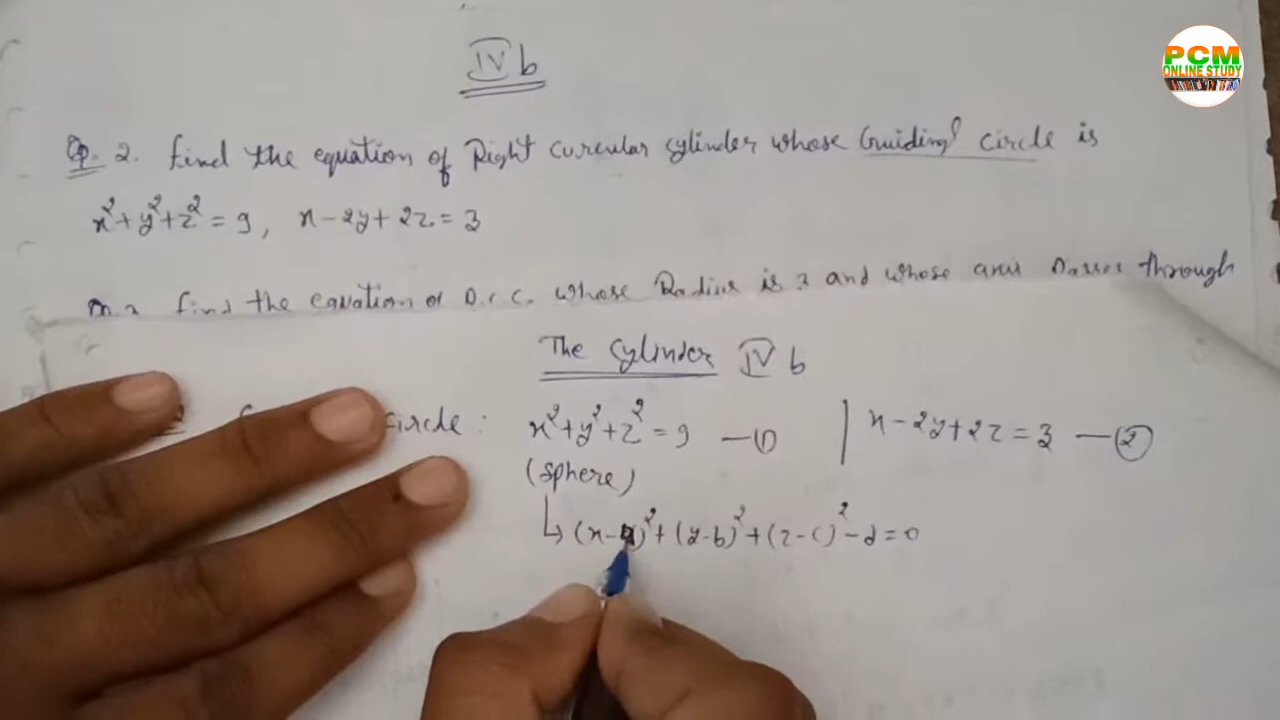 PCM
ONLINE STUDY
IV b
Q. 2. find the equation of Right curcular cylinder whose Guiding circle is
x²+y²+z² = 9, x-2y+2z = 3
find the equation of whose Radius is 3 and whose axis Passes through
The Cylinder IV b
circle : x²+y²+z² = 9 —① | x-2y+2z = 3 —②
(sphere)
↳ (x- )²+(y-b)²+(z-c)²-d=0